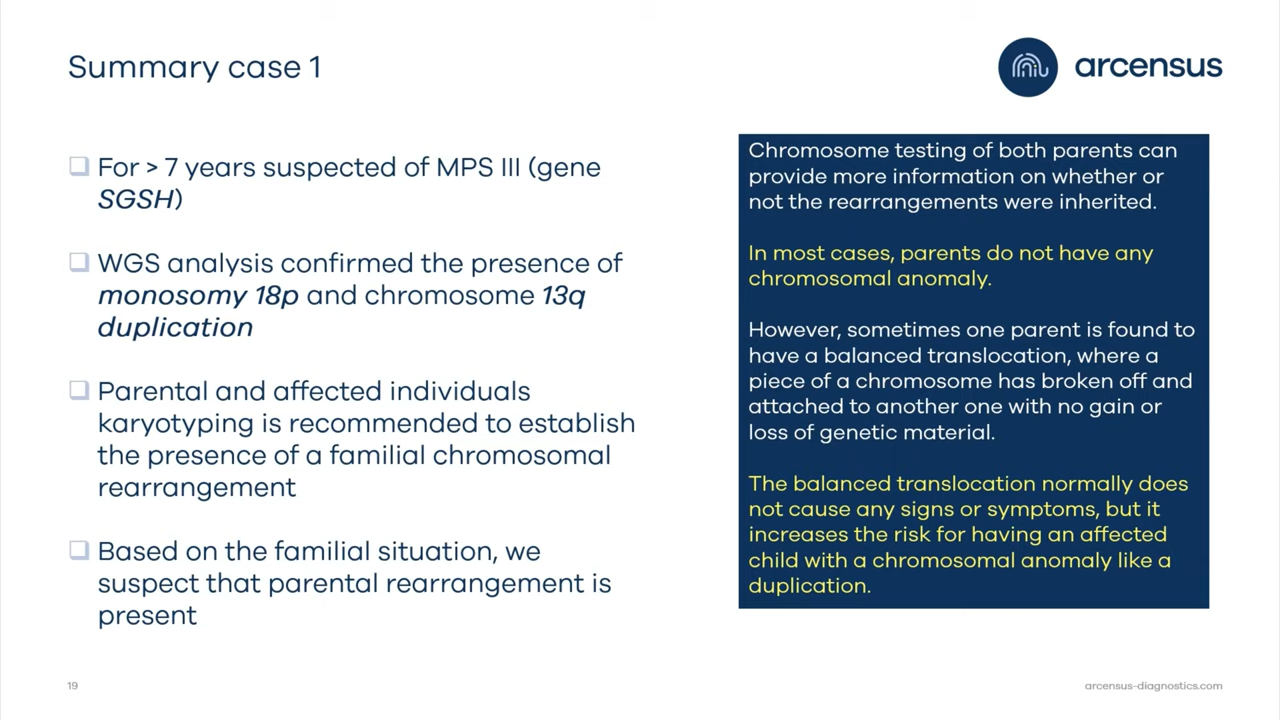 Summary case 1
arcensus
For > 7 years suspected of MPS III (gene
SGSH)
WGS analysis confirmed the presence of
monosomy 18p and chromosome 13q
duplication
Parental and affected individuals
karyotyping is recommended to establish
the presence of a familial chromosomal
rearrangement
Based on the familial situation, we
suspect that parental rearrangement is
present
Chromosome testing of both parents can
provide more information on whether or
not the rearrangements were inherited.
In most cases, parents do not have any
chromosomal anomaly.
However, sometimes one parent is found to
have a balanced translocation, where a
piece of a chromosome has broken off and
attached to another one with no gain or
loss of genetic material.
The balanced translocation normally does
not cause any signs or symptoms, but it
increases the risk for having an affected
child with a chromosomal anomaly like a
duplication.
19
arcensus-diagnostics.com